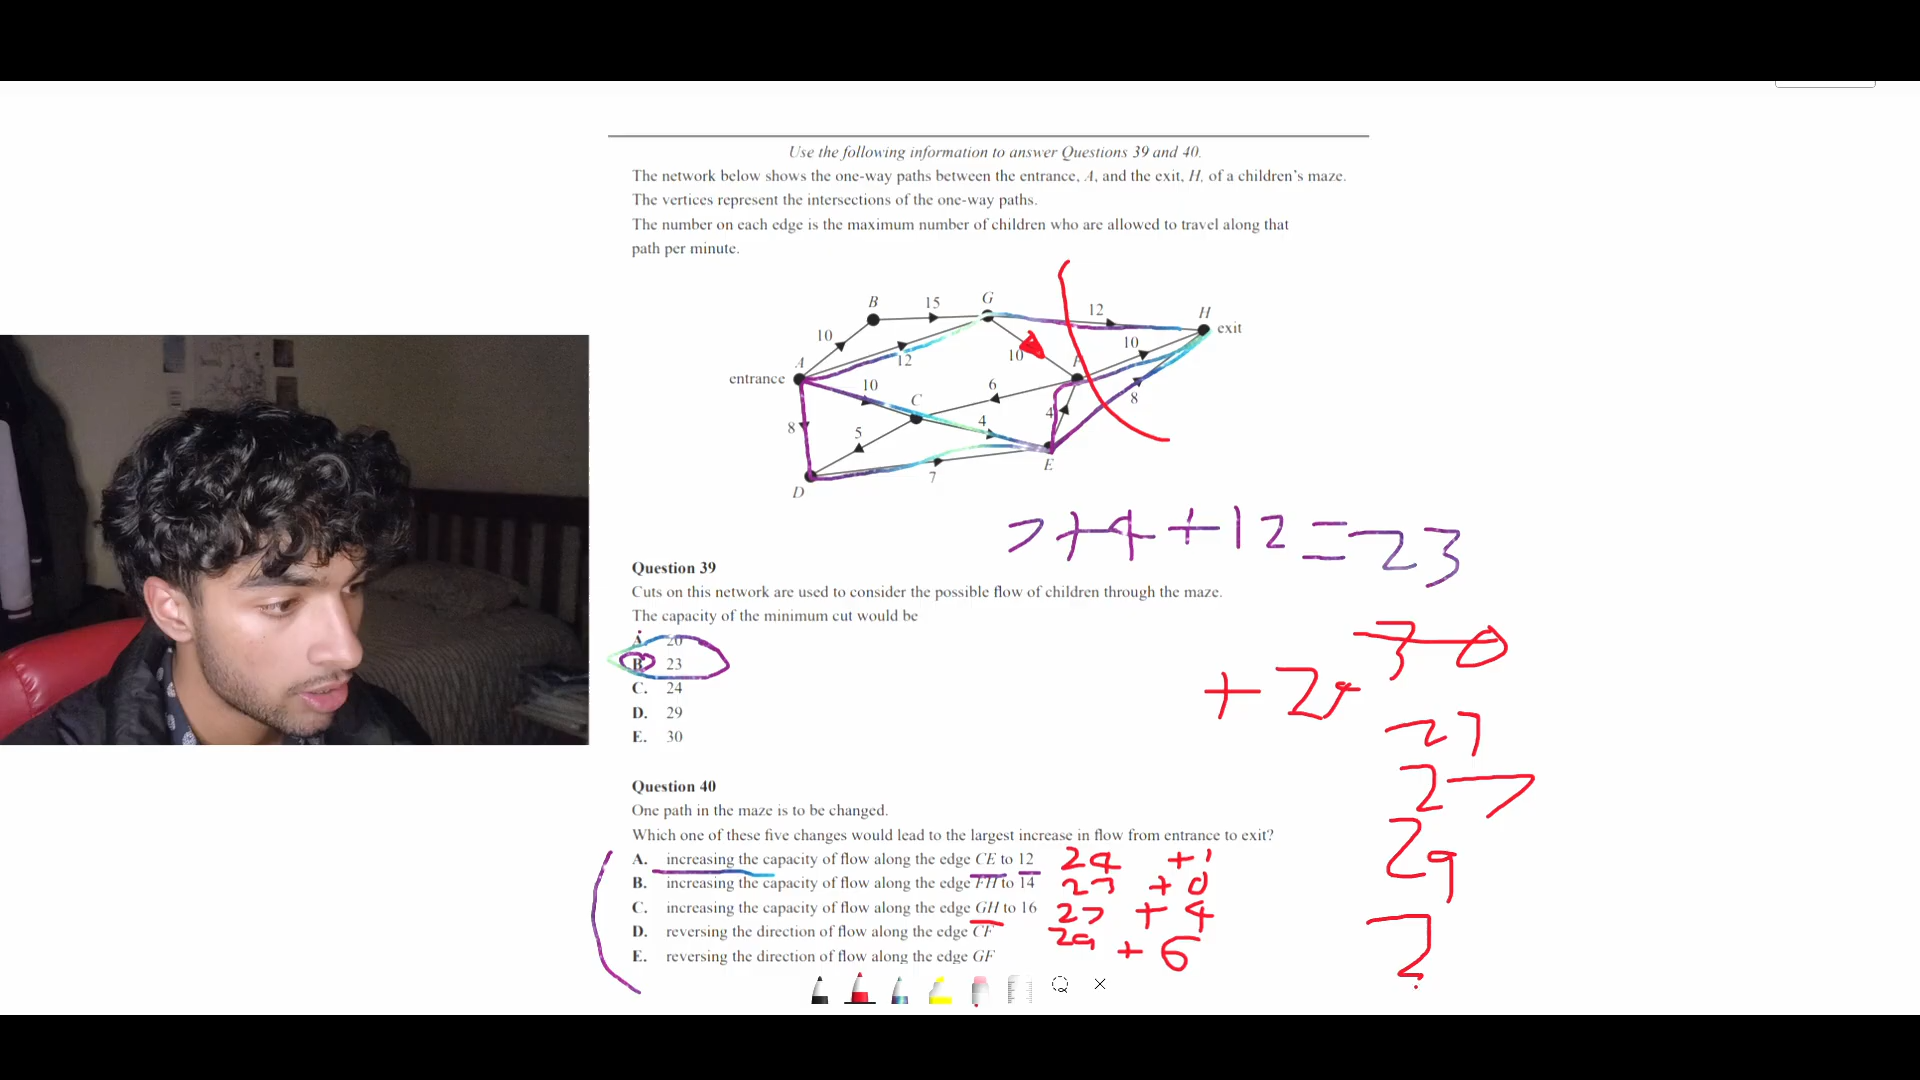 Use the following information to answer Questions 39 and 40.
The network below shows the one-way paths between the entrance, A, and the exit, H, of a children's maze.
The vertices represent the intersections of the one-way paths.
The number on each edge is the maximum number of children who are allowed to travel along that
path per minute.
B 15 G 12 H
exit
10 10 10
A 12
entrance 10 C 6
8 5 4 4 8
E
D 7
7+4+12=23
Question 39
Cuts on this network are used to consider the possible flow of children through the maze.
The capacity of the minimum cut would be
A. 20
B. 23
C. 24
D. 29
E. 30
30
27
27
29
?
Question 40
One path in the maze is to be changed.
Which one of these five changes would lead to the largest increase in flow from entrance to exit?
A. increasing the capacity of flow along the edge CE to 12 24 +1
B. increasing the capacity of flow along the edge FH to 14 23 +0
C. increasing the capacity of flow along the edge GH to 16 27 +4
D. reversing the direction of flow along the edge CF 29 +6
E. reversing the direction of flow along the edge GF